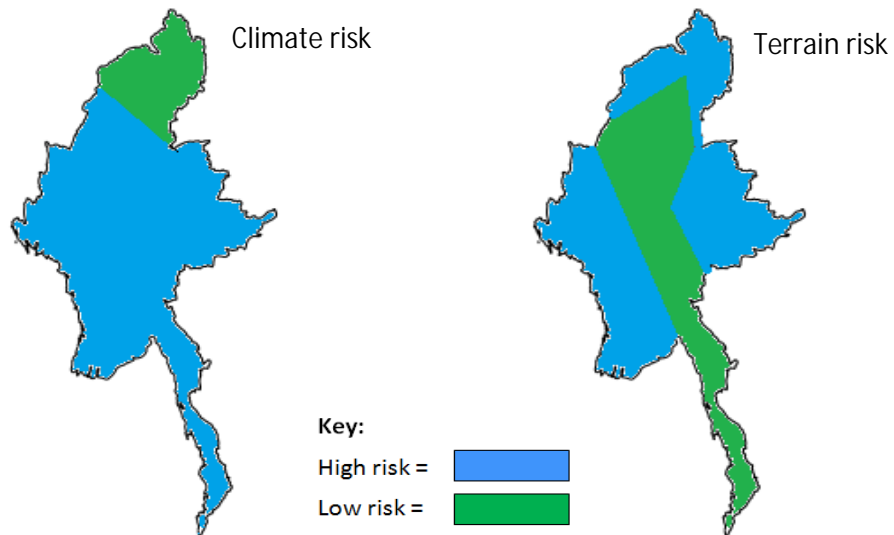 Climate risk
Terrain risk
Key:
High risk =
Low risk =